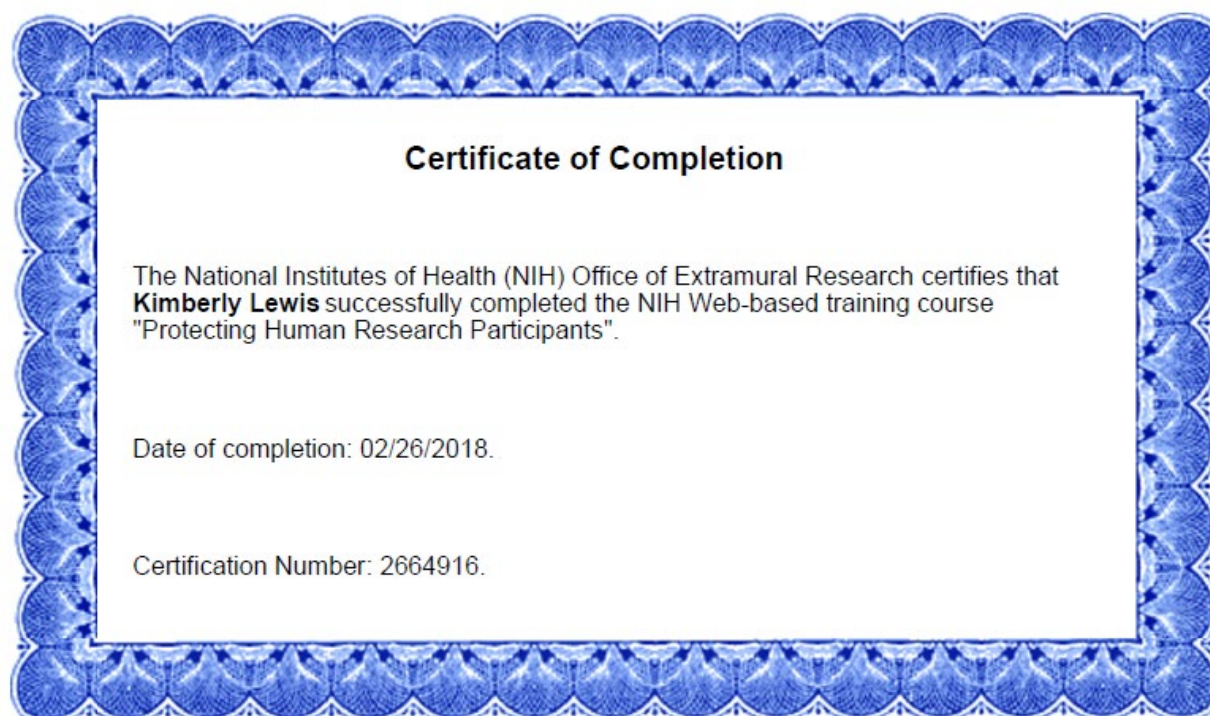 Certificate of Completion
The National Institutes of Health (NIH) Office of Extramural Research certifies that
Kimberly Lewis successfully completed the NIH Web-based training course
"Protecting Human Research Participants".
Date of completion: 02/26/2018.
Certification Number: 2664916.